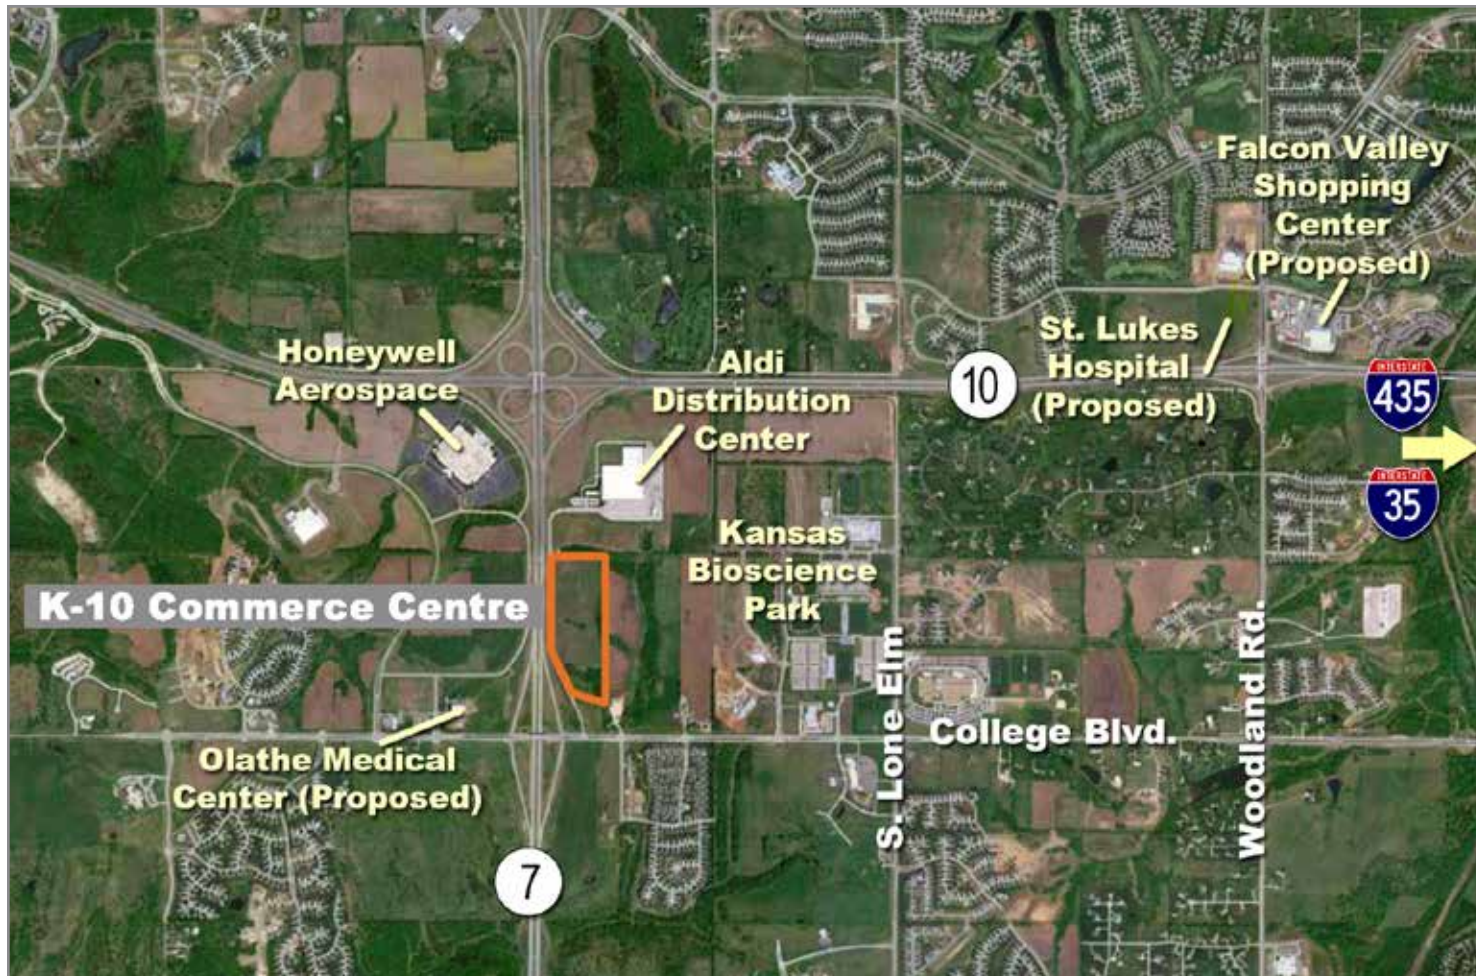 Falcon Valley
Shopping
Center
(Proposed)
Honeywell
Aerospace
Aldi
Distribution
Center
10
St. Lukes
Hospital
(Proposed)
INTERSTATE
435
INTERSTATE
35
Kansas
Bioscience
Park
K-10 Commerce Centre
S. Lone Elm
Woodland Rd.
College Blvd.
Olathe Medical
Center (Proposed)
7